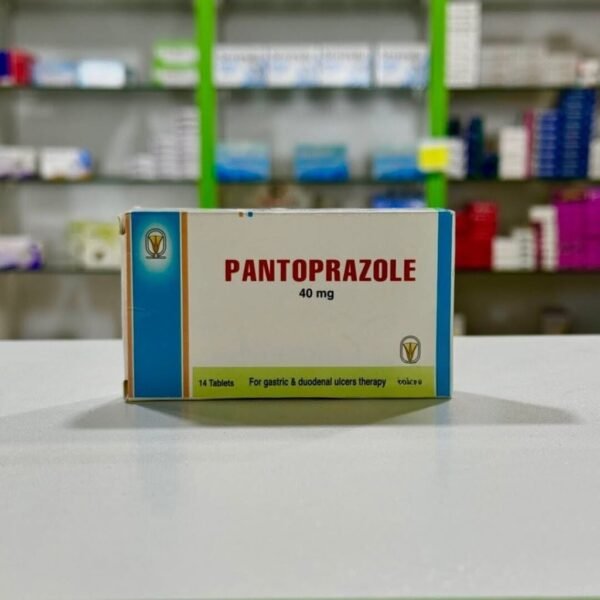 PANTOPRAZOLE
40 mg
14 Tablets For gastric & duodenal ulcers therapy